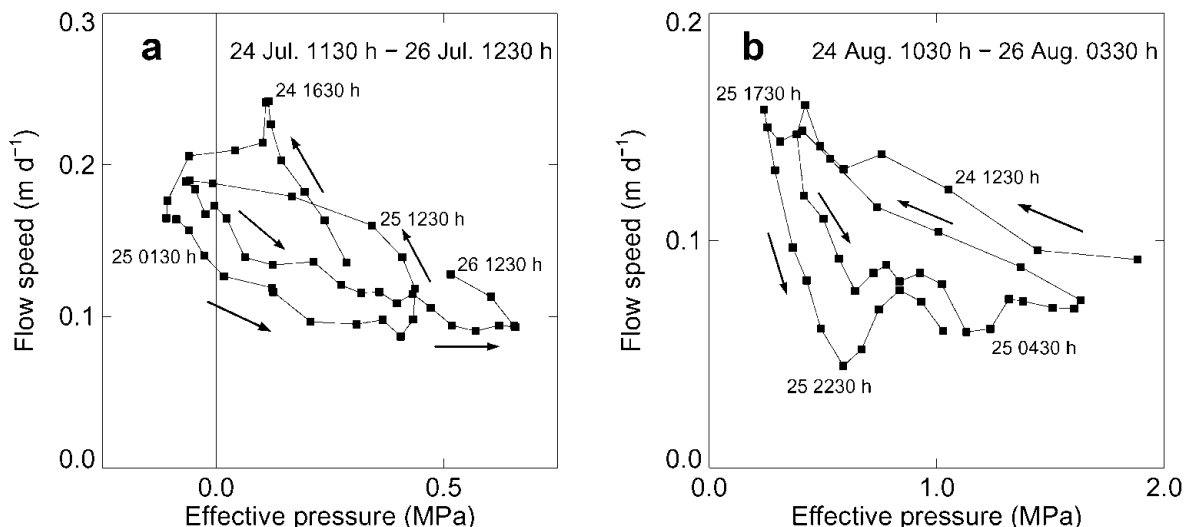 a
24 Jul. 1130 h − 26 Jul. 1230 h
0.3
0.2
0.1
0.0
Flow speed (m d⁻¹)
24 1630 h
25 1230 h
25 0130 h
26 1230 h
0.0
0.5
Effective pressure (MPa)
b
24 Aug. 1030 h − 26 Aug. 0330 h
0.2
0.1
0.0
Flow speed (m d⁻¹)
25 1730 h
24 1230 h
25 0430 h
25 2230 h
0.0
1.0
2.0
Effective pressure (MPa)